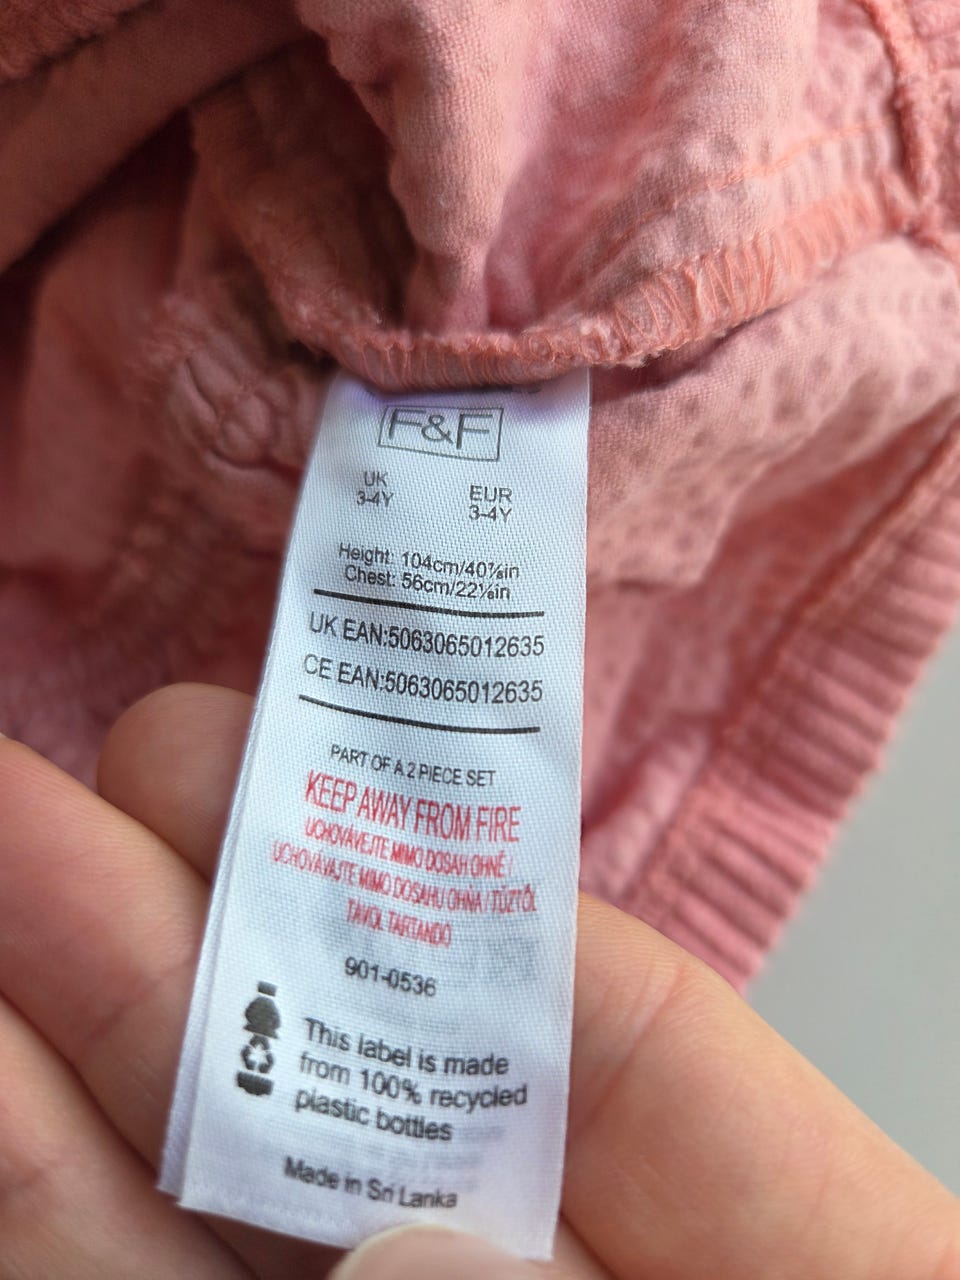 F&F
UK
3-4Y
EUR
3-4Y
Height: 104cm/40⅞in
Chest: 56cm/22⅛in
UK EAN:5063065012635
CE EAN:5063065012635
PART OF A 2 PIECE SET
KEEP AWAY FROM FIRE
UCHOVÁVEJTE MIMO DOSAH OHNĚ /
UCHOVÁVAJTE MIMO DOSAHU OHŇA / TŰZTŐL
TÁVOL TARTANDÓ
901-0536
This label is made
from 100% recycled
plastic bottles
Made in Sri Lanka